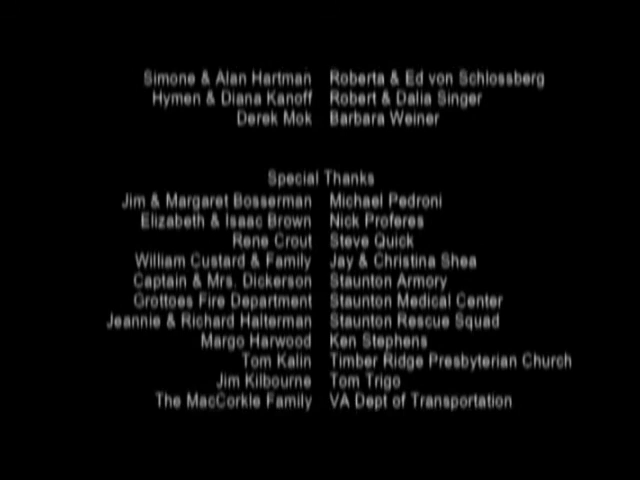 Simone & Alan Hartman Roberta & Ed von Schlossberg
Hymen & Diana Kanoff Robert & Dalia Singer
Derek Mok Barbara Weiner
Special Thanks
Jim & Margaret Bosserman Michael Pedroni
Elizabeth & Isaac Brown Nick Proferes
Rene Crout Steve Quick
William Custard & Family Jay & Christina Shea
Captain & Mrs. Dickerson Staunton Armory
Grottoes Fire Department Staunton Medical Center
Jeannie & Richard Halterman Staunton Rescue Squad
Margo Harwood Ken Stephens
Tom Kalin Timber Ridge Presbyterian Church
Jim Kilbourne Tom Trigo
The MacCorkle Family VA Dept of Transportation